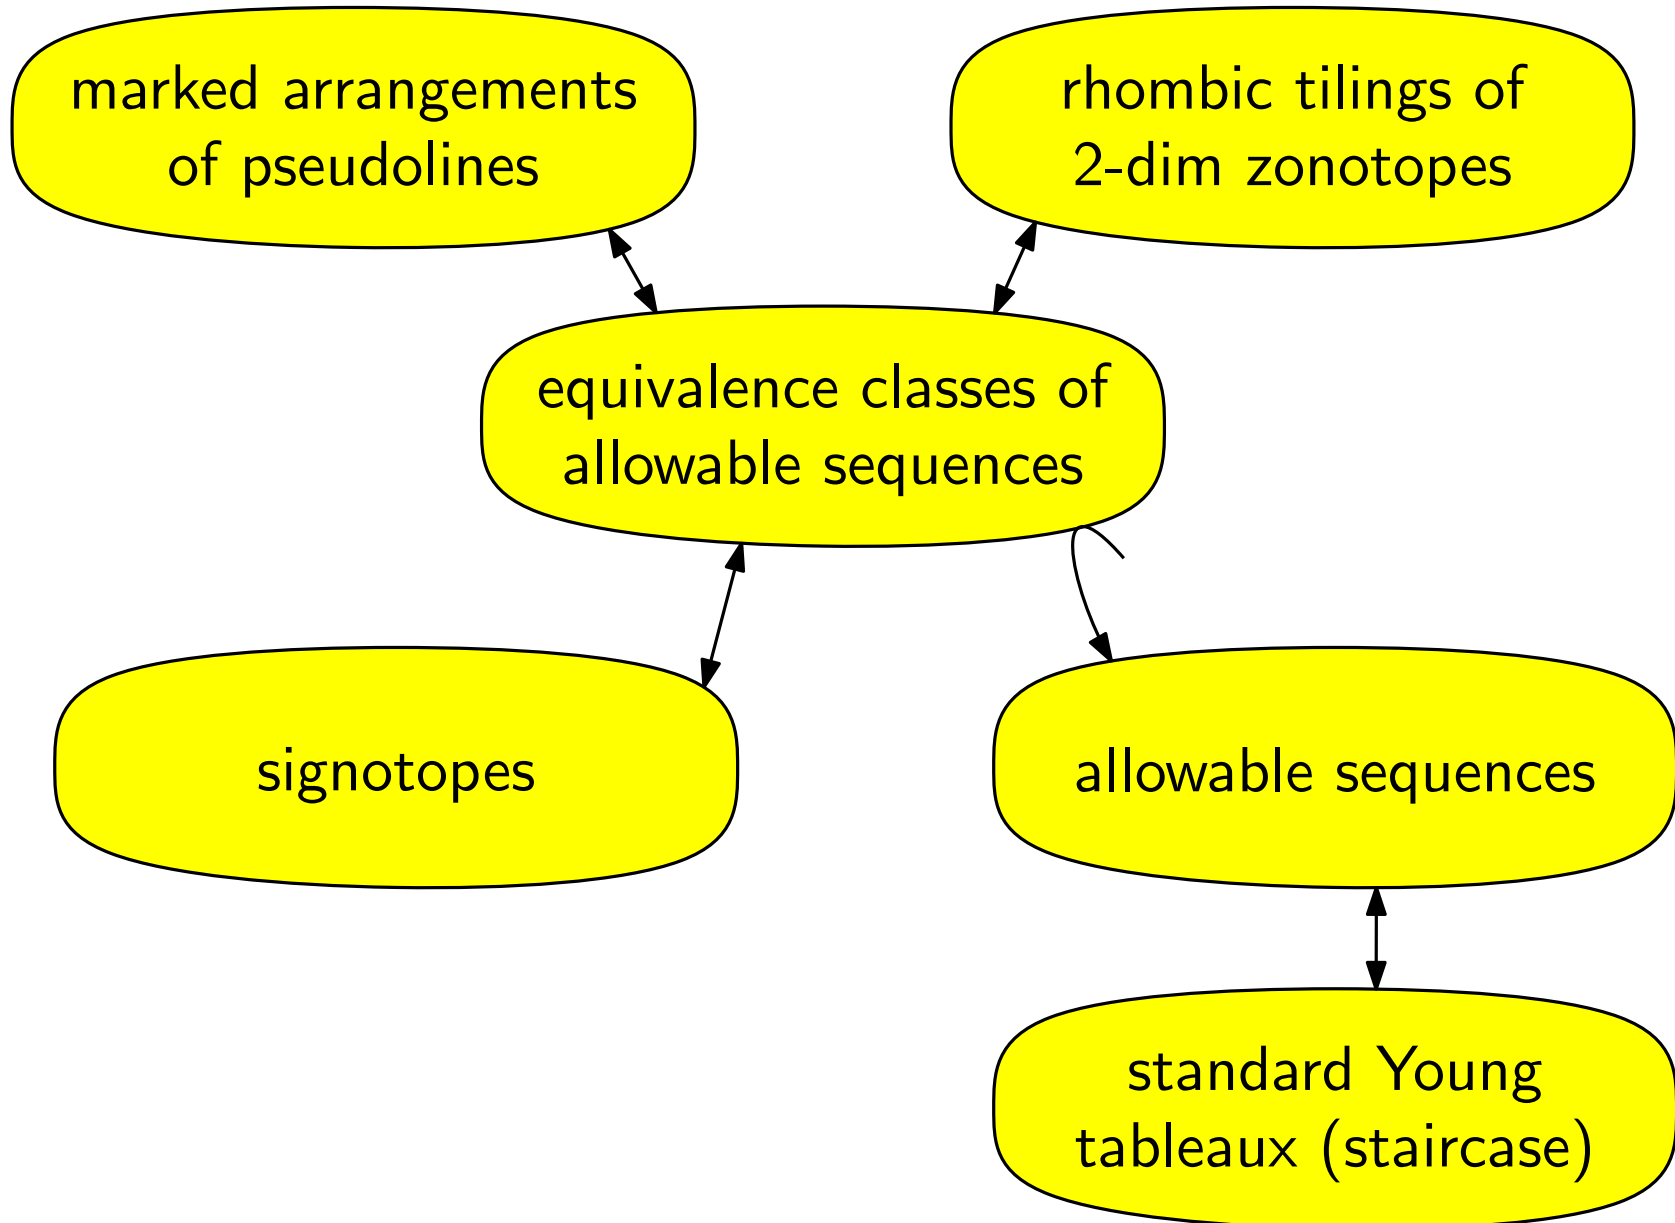 marked arrangements
of pseudolines
rhombic tilings of
2-dim zonotopes
equivalence classes of
allowable sequences
signotopes
allowable sequences
standard Young
tableaux (staircase)